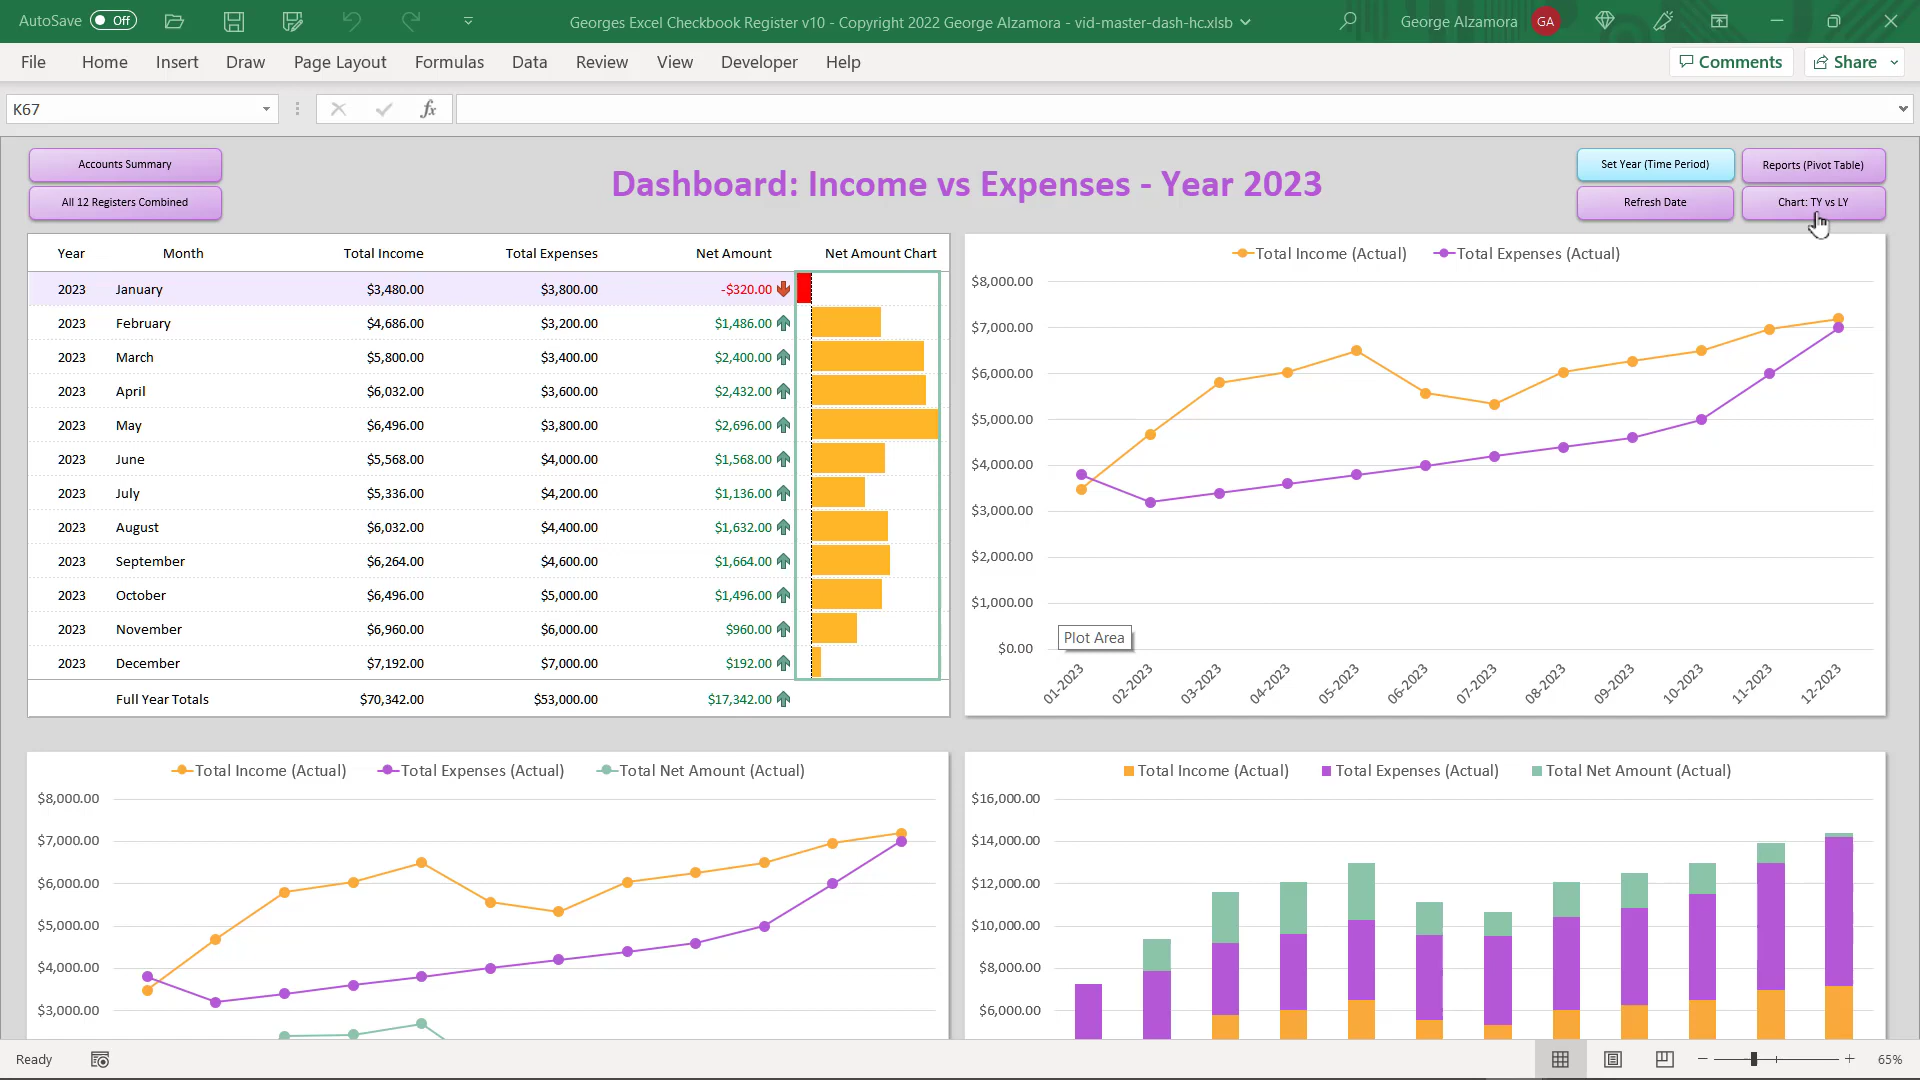 AutoSave Off
Georges Excel Checkbook Register v10 - Copyright 2022 George Alzamora - vid-master-dash-hc.xlsb
George Alzamora GA
File Home Insert Draw Page Layout Formulas Data Review View Developer Help
Comments Share
K67
fx
Accounts Summary
All 12 Registers Combined
Dashboard: Income vs Expenses - Year 2023
Set Year (Time Period) Reports (Pivot Table)
Refresh Date Chart: TY vs LY
Year Month Total Income Total Expenses Net Amount Net Amount Chart
2023 January $3,480.00 $3,800.00 -$320.00
2023 February $4,686.00 $3,200.00 $1,486.00
2023 March $5,800.00 $3,400.00 $2,400.00
2023 April $6,032.00 $3,600.00 $2,432.00
2023 May $6,496.00 $3,800.00 $2,696.00
2023 June $5,568.00 $4,000.00 $1,568.00
2023 July $5,336.00 $4,200.00 $1,136.00
2023 August $6,032.00 $4,400.00 $1,632.00
2023 September $6,264.00 $4,600.00 $1,664.00
2023 October $6,496.00 $5,000.00 $1,496.00
2023 November $6,960.00 $6,000.00 $960.00
2023 December $7,192.00 $7,000.00 $192.00
Full Year Totals $70,342.00 $53,000.00 $17,342.00
Total Income (Actual) Total Expenses (Actual)
$8,000.00
$7,000.00
$6,000.00
$5,000.00
$4,000.00
$3,000.00
$2,000.00
$1,000.00
$0.00
Plot Area
01-2023 02-2023 03-2023 04-2023 05-2023 06-2023 07-2023 08-2023 09-2023 10-2023 11-2023 12-2023
Total Income (Actual) Total Expenses (Actual) Total Net Amount (Actual)
$8,000.00
$7,000.00
$6,000.00
$5,000.00
$4,000.00
$3,000.00
Total Income (Actual) Total Expenses (Actual) Total Net Amount (Actual)
$16,000.00
$14,000.00
$12,000.00
$10,000.00
$8,000.00
$6,000.00
Ready
65%